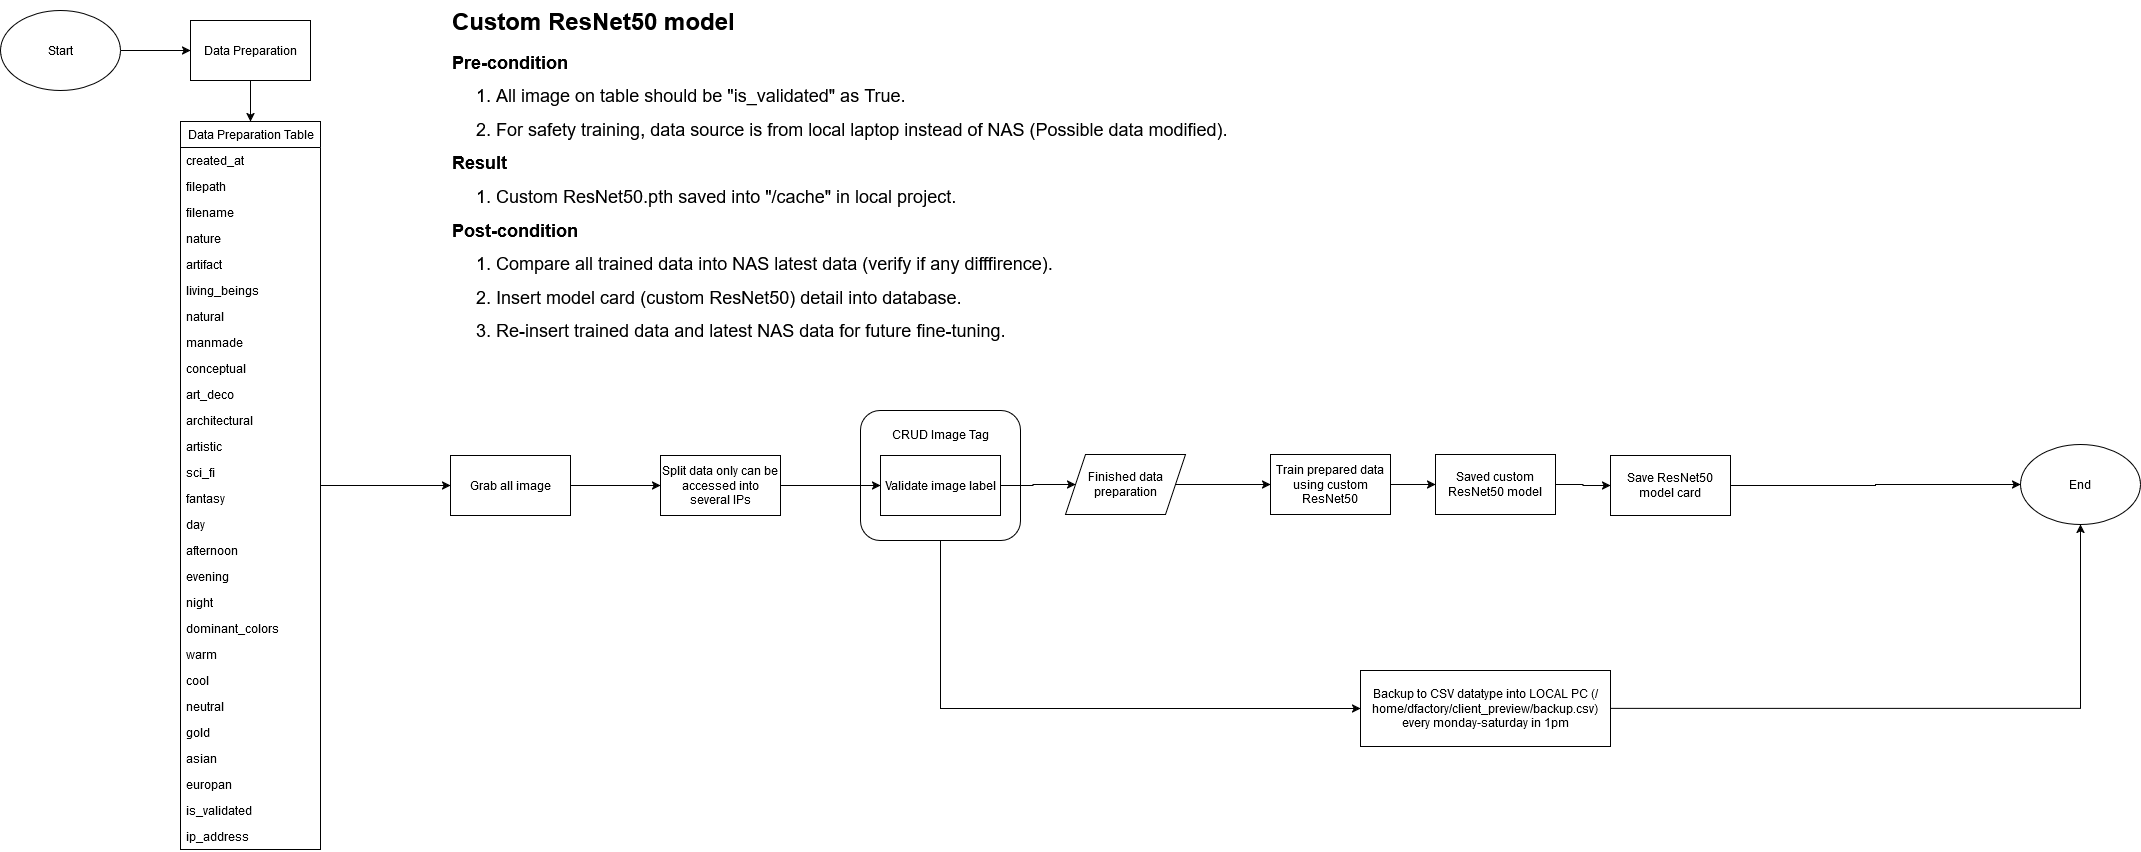 Start
Data Preparation
Custom ResNet50 model
Pre-condition
1. All image on table should be "is_validated" as True.
2. For safety training, data source is from local laptop instead of NAS (Possible data modified).
Result
1. Custom ResNet50.pth saved into "/cache" in local project.
Post-condition
1. Compare all trained data into NAS latest data (verify if any difffirence).
2. Insert model card (custom ResNet50) detail into database.
3. Re-insert trained data and latest NAS data for future fine-tuning.
Data Preparation Table
created_at
filepath
filename
nature
artifact
living_beings
natural
manmade
conceptual
art_deco
architectural
artistic
sci_fi
fantasy
day
afternoon
evening
night
dominant_colors
warm
cool
neutral
gold
asian
europan
is_validated
ip_address
Grab all image
Split data only can be
accessed into
several IPs
CRUD Image Tag
Validate image label
Finished data
preparation
Train prepared data
using custom
ResNet50
Saved custom
ResNet50 model
Save ResNet50
model card
End
Backup to CSV datatype into LOCAL PC (/
home/dfactory/client_preview/backup.csv)
every monday-saturday in 1pm